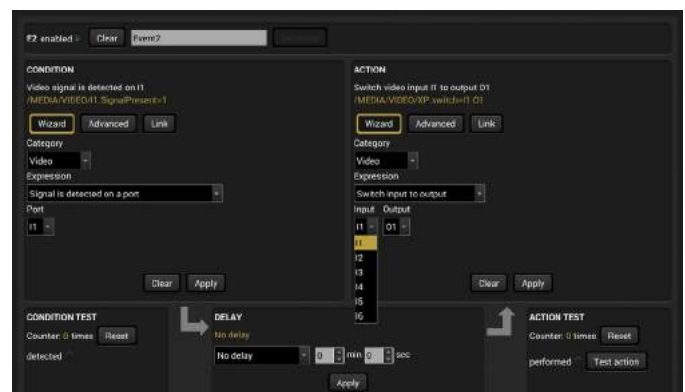 E2 enabled Clear Event2
CONDITION
Video signal is detected on I1
/MEDIA/VIDEO/I1.SignalPresent=1
Wizard Advanced Link
Category
Video
Expression
Signal is detected on a port
Port
I1
Clear Apply
ACTION
Switch video input I1 to output O1
/MEDIA/VIDEO/XP.switch=I1:O1
Wizard Advanced Link
Category
Video
Expression
Switch input to output
Input Output
I1 O1
I1
I2
I3
I4
I5
I6
Clear Apply
CONDITION TEST
Counter: 0 times Reset
detected
DELAY
No delay
No delay 0 min 0 sec
Apply
ACTION TEST
Counter: 0 times Reset
performed Test action